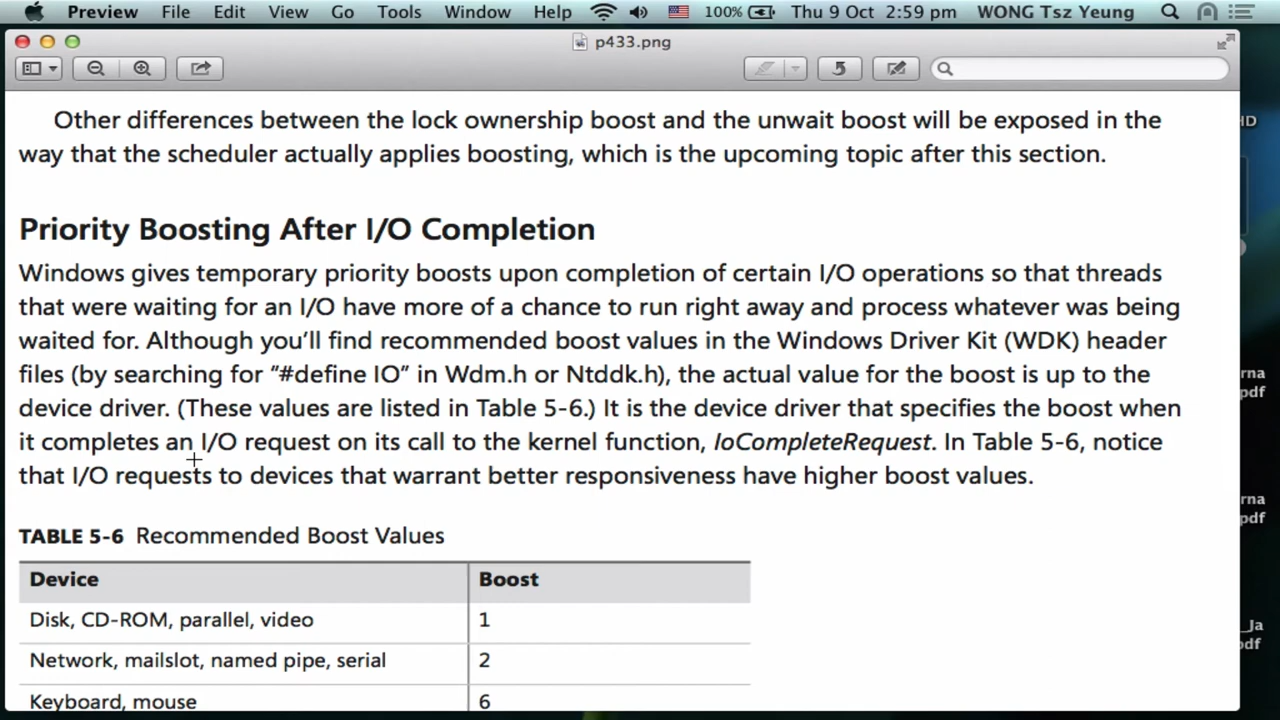 Preview File Edit View Go Tools Window Help 100% Thu 9 Oct 2:59 pm WONG Tsz Yeung
p433.png
Other differences between the lock ownership boost and the unwait boost will be exposed in the
way that the scheduler actually applies boosting, which is the upcoming topic after this section.
Priority Boosting After I/O Completion
Windows gives temporary priority boosts upon completion of certain I/O operations so that threads
that were waiting for an I/O have more of a chance to run right away and process whatever was being
waited for. Although you’ll find recommended boost values in the Windows Driver Kit (WDK) header
files (by searching for “#define IO” in Wdm.h or Ntddk.h), the actual value for the boost is up to the
device driver. (These values are listed in Table 5-6.) It is the device driver that specifies the boost when
it completes an I/O request on its call to the kernel function, IoCompleteRequest. In Table 5-6, notice
that I/O requests to devices that warrant better responsiveness have higher boost values.
TABLE 5-6 Recommended Boost Values
Device Boost
Disk, CD-ROM, parallel, video 1
Network, mailslot, named pipe, serial 2
Keyboard, mouse 6
HD
rna
pdf
rna
pdf
_Ja
pdf